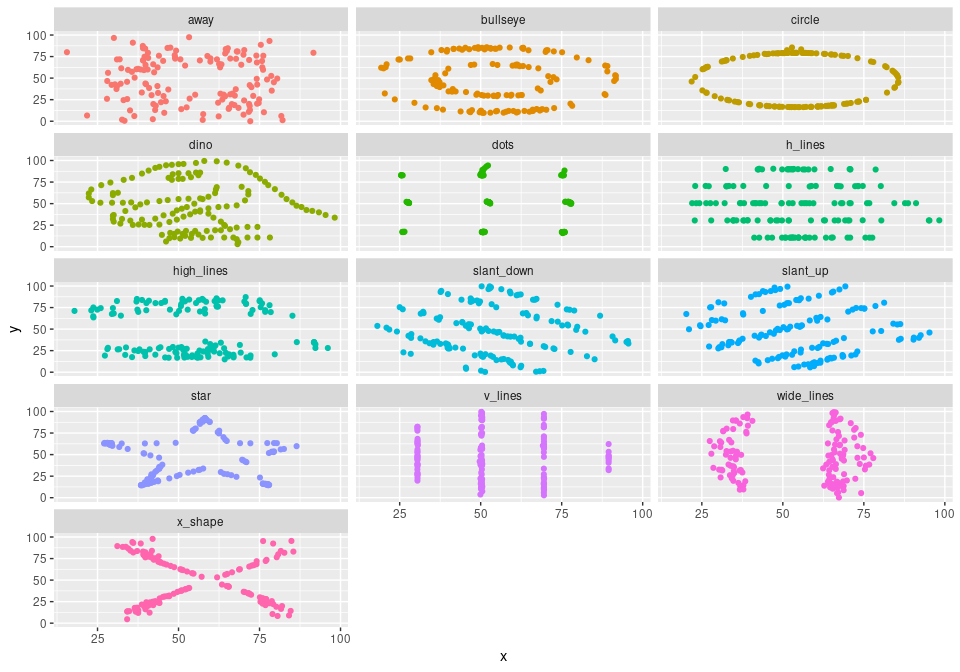 away bullseye circle
100
75
50
25
0
dino dots h_lines
100
75
50
25
0
high_lines slant_down slant_up
100
75
50
25
0
y
star v_lines wide_lines
100
75
50
25
0
25 50 75 100 25 50 75 100
x_shape
100
75
50
25
0
25 50 75 100
x